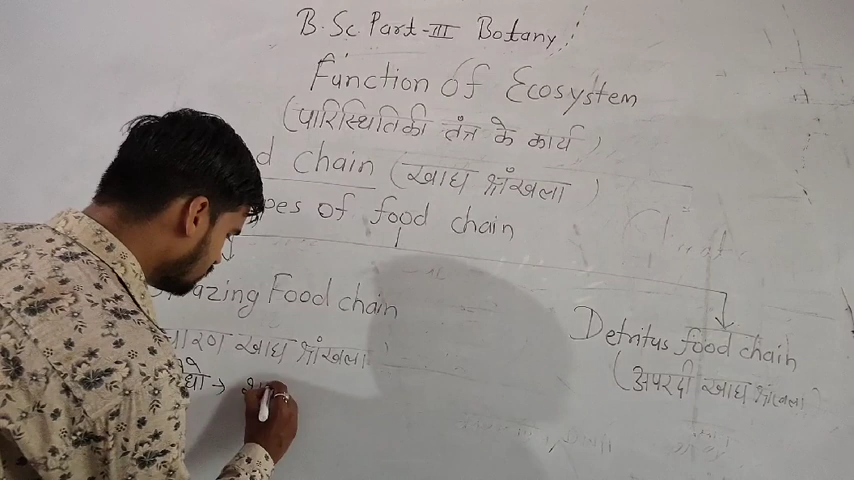 B.Sc. Part-III Botany
Function of Ecosystem
(पारिस्थितिकी तंत्र के कार्य)
d chain (खाद्य श्रृंखला)
pes of food chain
azing Food chain
Detritus food chain
चारण खाद्य श्रृंखला
(अपरदी खाद्य श्रृंखला)